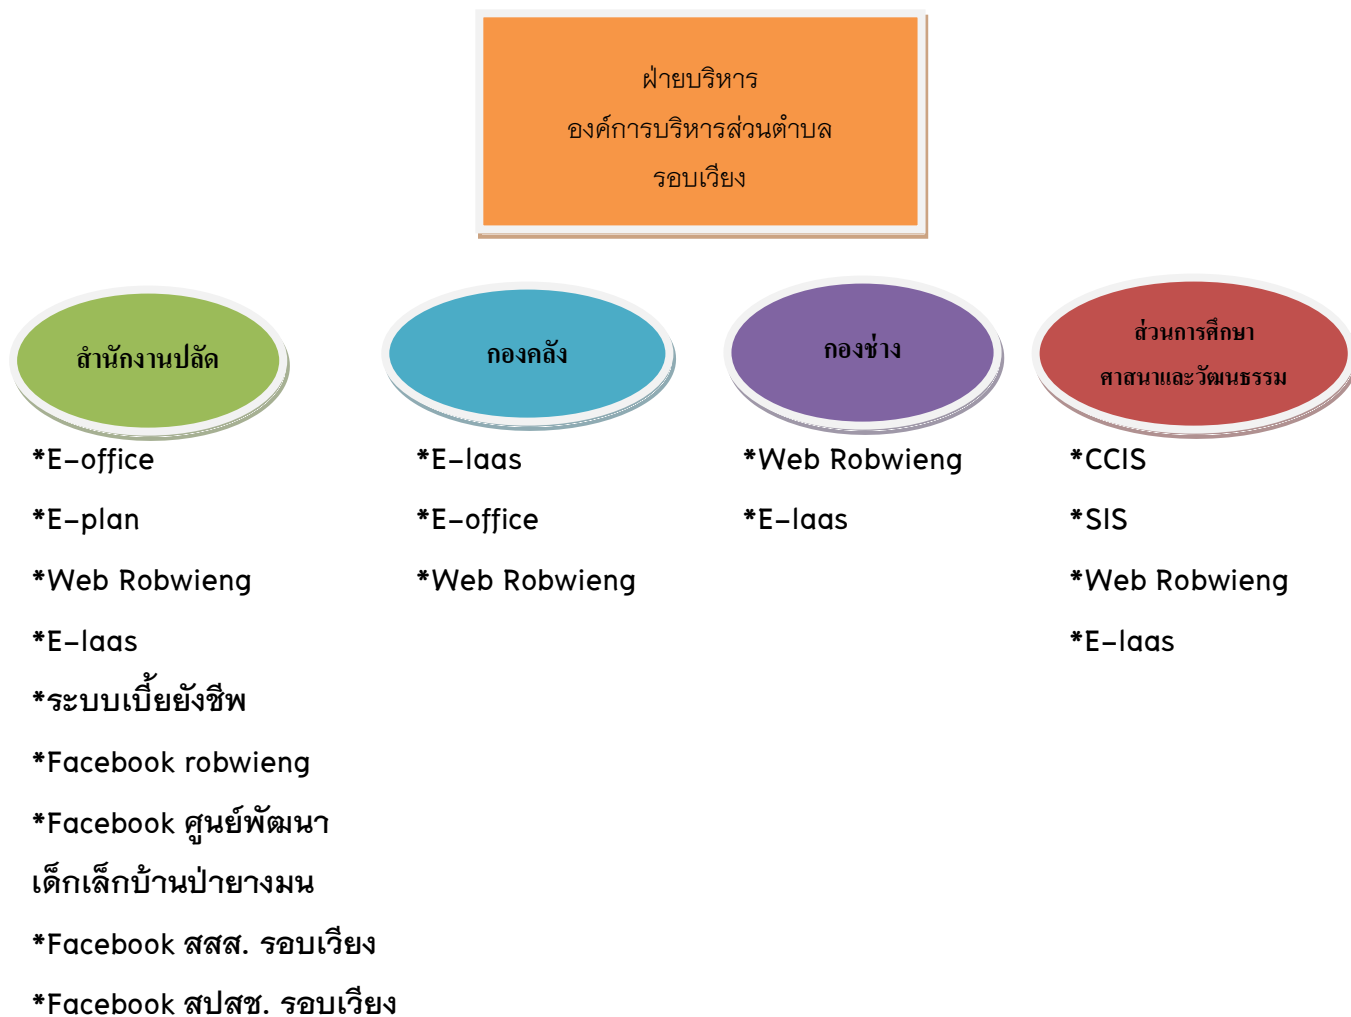 ฝ่ายบริหาร
องค์การบริหารส่วนตำบล
รอบเวียง
สำนักงานปลัด
*E-office
*E-plan
*Web Robwieng
*E-laas
*ระบบเบี้ยยังชีพ
*Facebook robwieng
*Facebook ศูนย์พัฒนา
เด็กเล็กบ้านป่ายางมน
*Facebook สสส. รอบเวียง
*Facebook สปสช. รอบเวียง
กองคลัง
*E-laas
*E-office
*Web Robwieng
กองช่าง
*Web Robwieng
*E-laas
ส่วนการศึกษา
ศาสนาและวัฒนธรรม
*CCIS
*SIS
*Web Robwieng
*E-laas